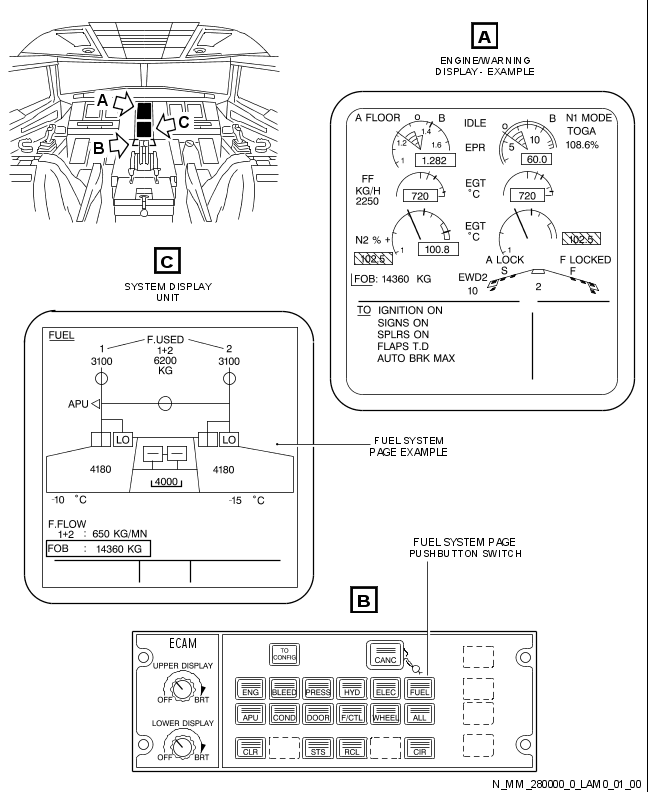 A
ENGINE/WARNING
DISPLAY - EXAMPLE
A
C
B
A FLOOR
O
B
IDLE
O
B
N1 MODE
TOGA
108.6%
1.2
1.4
1.6
1
1.282
EPR
5
10
60.0
FF
KG/H
2250
720
EGT
°C
720
EGT
°C
N2 % +
1
100.8
1
102.5
102.5
FOB: 14360 KG
A LOCK
S
F LOCKED
F
EWD2
10
2
TO IGNITION ON
SIGNS ON
SPLRS ON
FLAPS T.D
AUTO BRK MAX
C
SYSTEM DISPLAY
UNIT
FUEL
F.USED
1
1+2
2
3100
6200
3100
KG
APU
LO
LO
4180
4180
4000
-10 °C
-15 °C
F.FLOW
1+2 : 650 KG/MN
FOB : 14360 KG
FUEL SYSTEM
PAGE EXAMPLE
FUEL SYSTEM PAGE
PUSHBUTTON SWITCH
B
ECAM
UPPER DISPLAY
OFF
BRT
LOWER DISPLAY
OFF
BRT
TO
CONFIG
CANC
ENG
BLEED
PRESS
HYD
ELEC
FUEL
APU
COND
DOOR
F/CTL
WHEEL
ALL
CLR
STS
RCL
CIR
N_MM_280000_0_LAM0_01_00